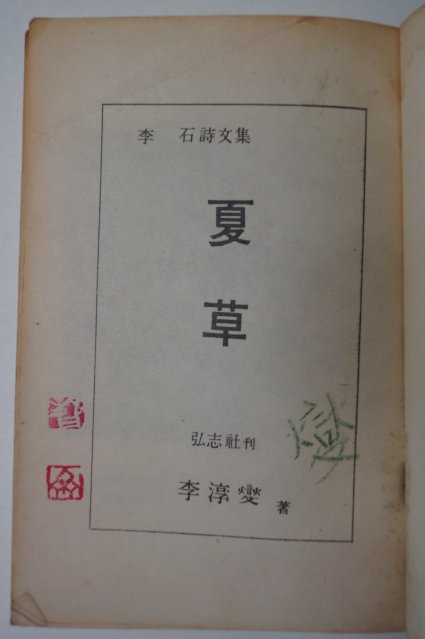 李 石詩文集
夏
草
弘志社刊
李淳燮 著